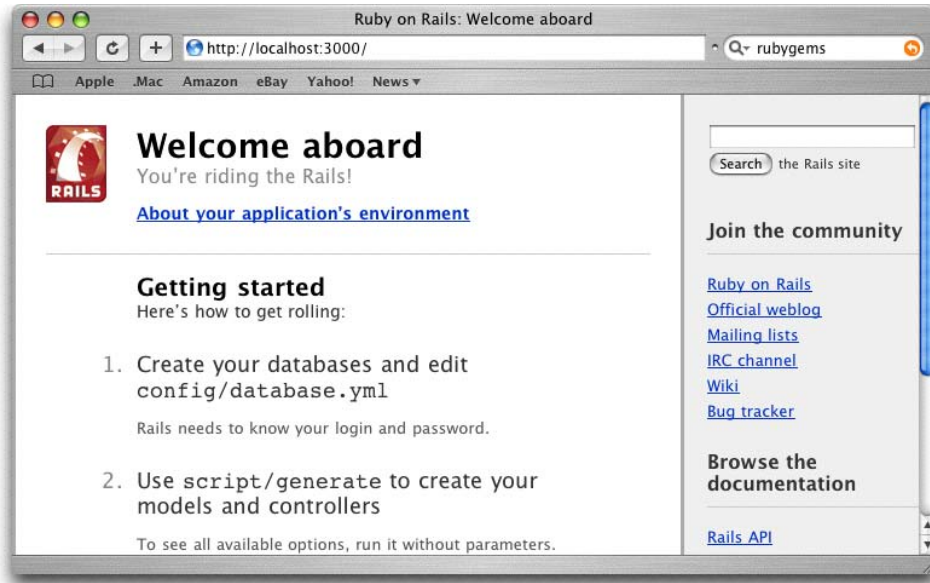 Ruby on Rails: Welcome aboard
http://localhost:3000/
rubygems
Apple .Mac Amazon eBay Yahoo! News
RAILS
Welcome aboard
You're riding the Rails!
About your application's environment
Getting started
Here's how to get rolling:
1. Create your databases and edit
config/database.yml
Rails needs to know your login and password.
2. Use script/generate to create your
models and controllers
To see all available options, run it without parameters.
Search the Rails site
Join the community
Ruby on Rails
Official weblog
Mailing lists
IRC channel
Wiki
Bug tracker
Browse the
documentation
Rails API